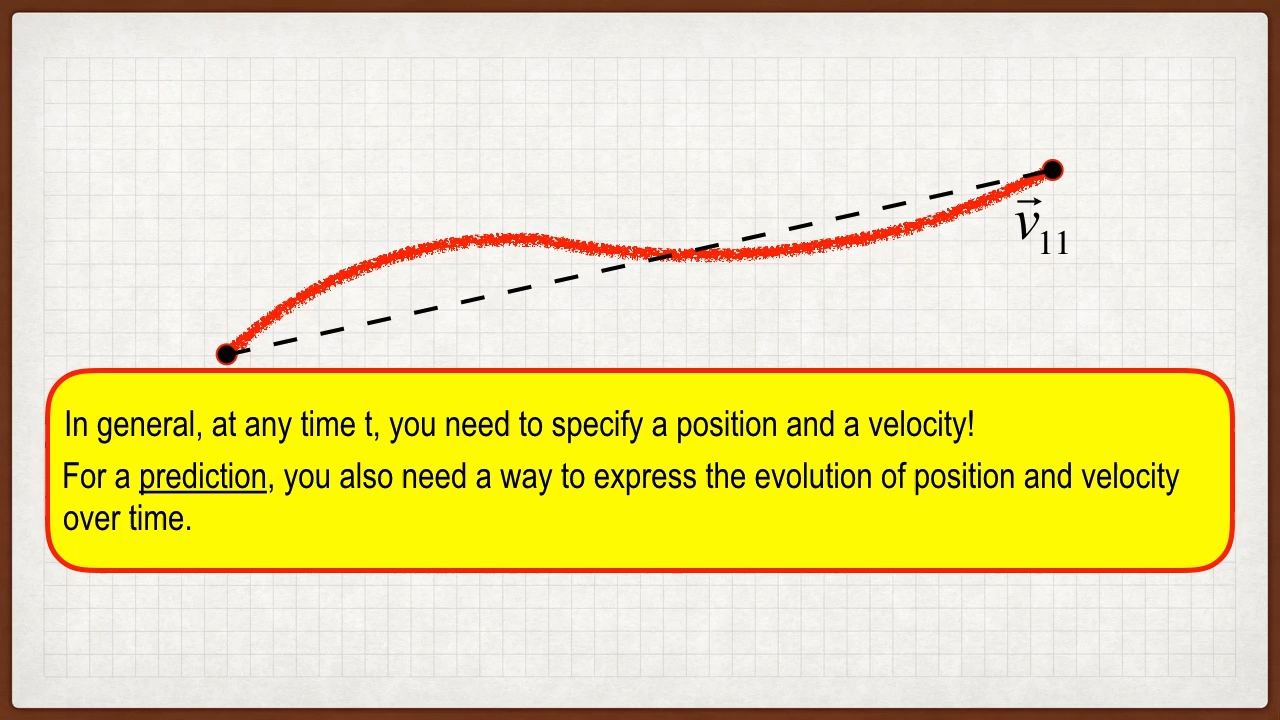 v⃗₁₁
In general, at any time t, you need to specify a position and a velocity!
For a prediction, you also need a way to express the evolution of position and velocity
over time.